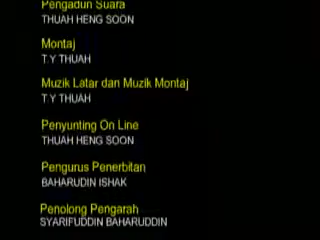 Pengadun Suara
THUAH HENG SOON
Montaj
T.Y THUAH
Muzik Latar dan Muzik Montaj
T.Y THUAH
Penyunting On Line
THUAH HENG SOON
Pengurus Penerbitan
BAHARUDIN ISHAK
Penolong Pengarah
SYARIFUDDIN BAHARUDDIN